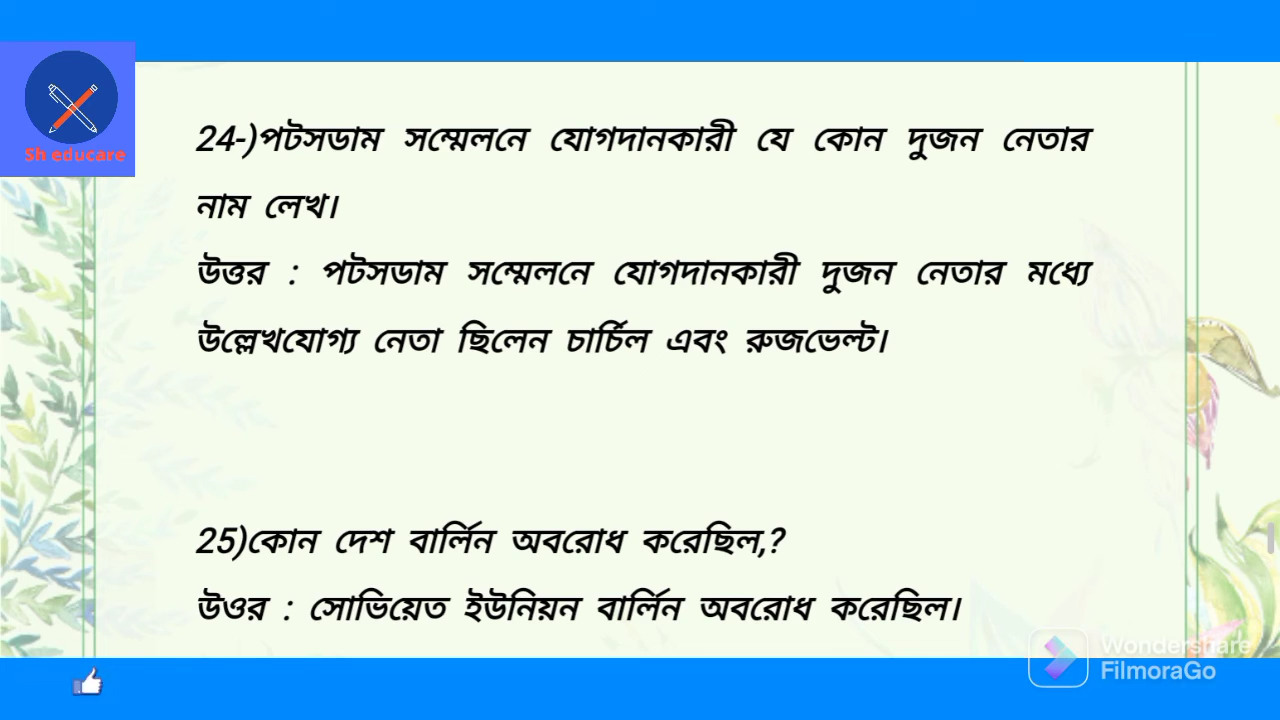 Sh educare
24-)পটসডাম সম্মেলনে যোগদানকারী যে কোন দুজন নেতার
নাম লেখ।
উত্তর : পটসডাম সম্মেলনে যোগদানকারী দুজন নেতার মধ্যে
উল্লেখযোগ্য নেতা ছিলেন চার্চিল এবং রুজভেল্ট।
25)কোন দেশ বার্লিন অবরোধ করেছিল,?
উওর : সোভিয়েত ইউনিয়ন বার্লিন অবরোধ করেছিল।
Wondershare
FilmoraGo